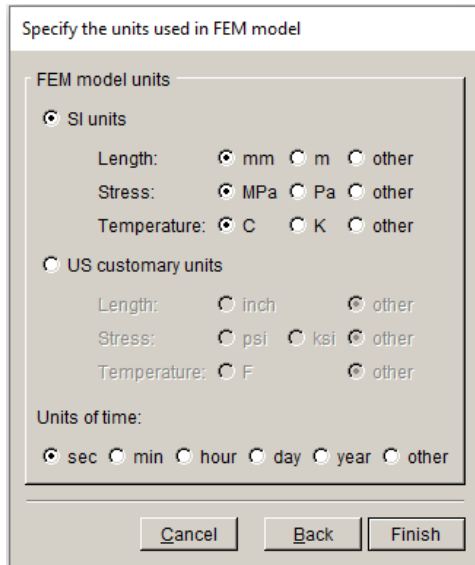 Specify the units used in FEM model
FEM model units
SI units
Length: mm m other
Stress: MPa Pa other
Temperature: C K other
US customary units
Length: inch other
Stress: psi ksi other
Temperature: F other
Units of time:
sec min hour day year other
Cancel Back Finish